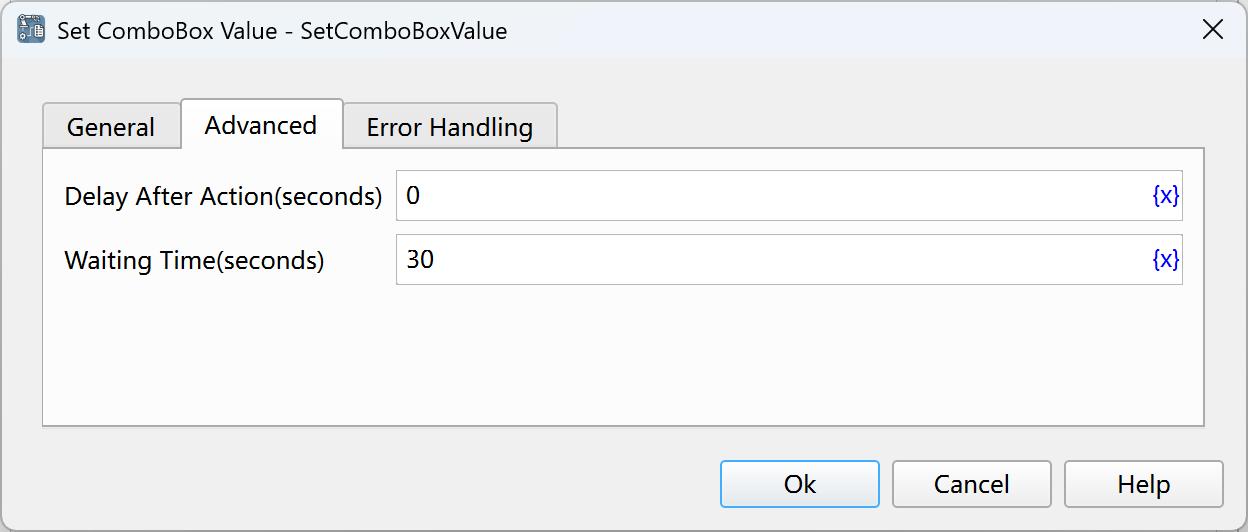 Set ComboBox Value - SetComboBoxValue
General Advanced Error Handling
Delay After Action(seconds) 0 {x}
Waiting Time(seconds) 30 {x}
Ok Cancel Help